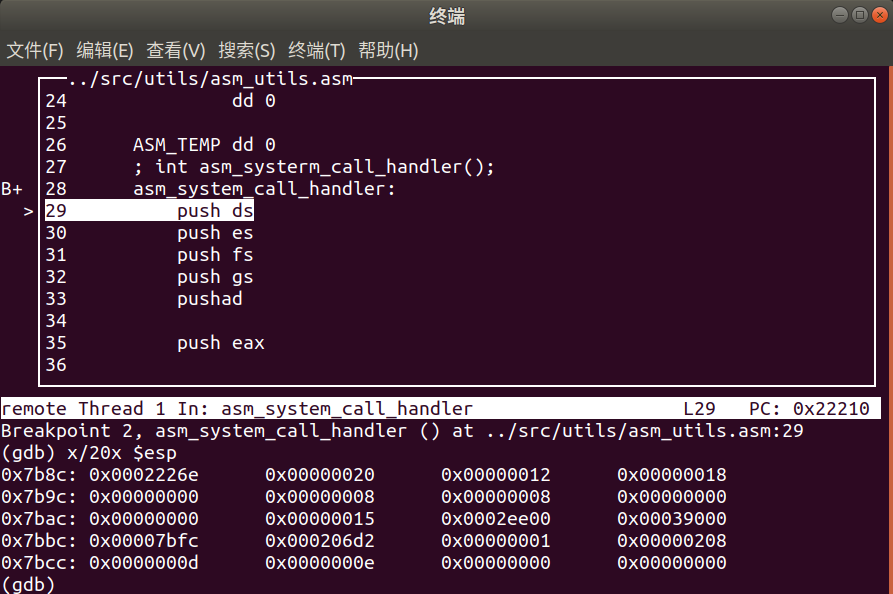 终端
文件(F) 编辑(E) 查看(V) 搜索(S) 终端(T) 帮助(H)
../src/utils/asm_utils.asm
24 dd 0
25
26 ASM_TEMP dd 0
27 ; int asm_systerm_call_handler();
B+ 28 asm_system_call_handler:
> 29 push ds
30 push es
31 push fs
32 push gs
33 pushad
34
35 push eax
36
remote Thread 1 In: asm_system_call_handler L29 PC: 0x22210
Breakpoint 2, asm_system_call_handler () at ../src/utils/asm_utils.asm:29
(gdb) x/20x $esp
0x7b8c: 0x0002226e 0x00000020 0x00000012 0x00000018
0x7b9c: 0x00000000 0x00000008 0x00000008 0x00000000
0x7bac: 0x00000000 0x00000015 0x0002ee00 0x00039000
0x7bbc: 0x00007bfc 0x000206d2 0x00000001 0x00000208
0x7bcc: 0x0000000d 0x0000000e 0x00000000 0x00000000
(gdb)